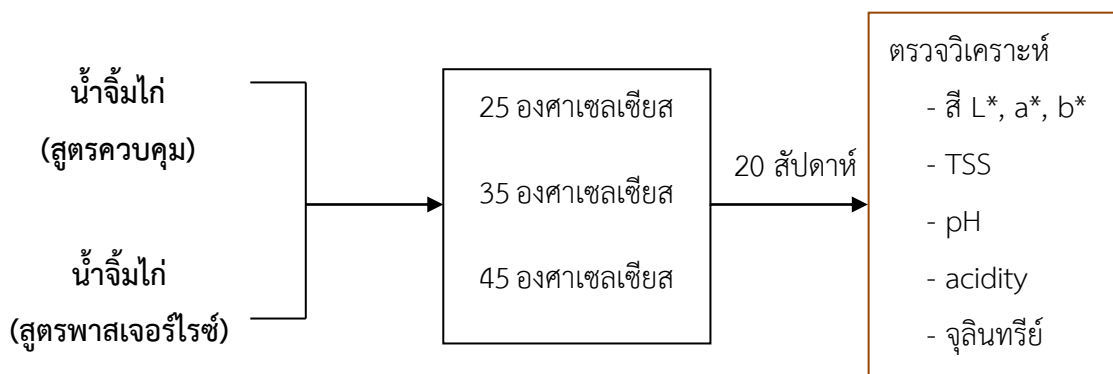 น้ำจิ้มไก่
(สูตรควบคุม)
น้ำจิ้มไก่
(สูตรพาสเจอร์ไรซ์)
25 องศาเซลเซียส
35 องศาเซลเซียส
45 องศาเซลเซียส
20 สัปดาห์
ตรวจวิเคราะห์
- สี L*, a*, b*
- TSS
- pH
- acidity
- จุลินทรีย์